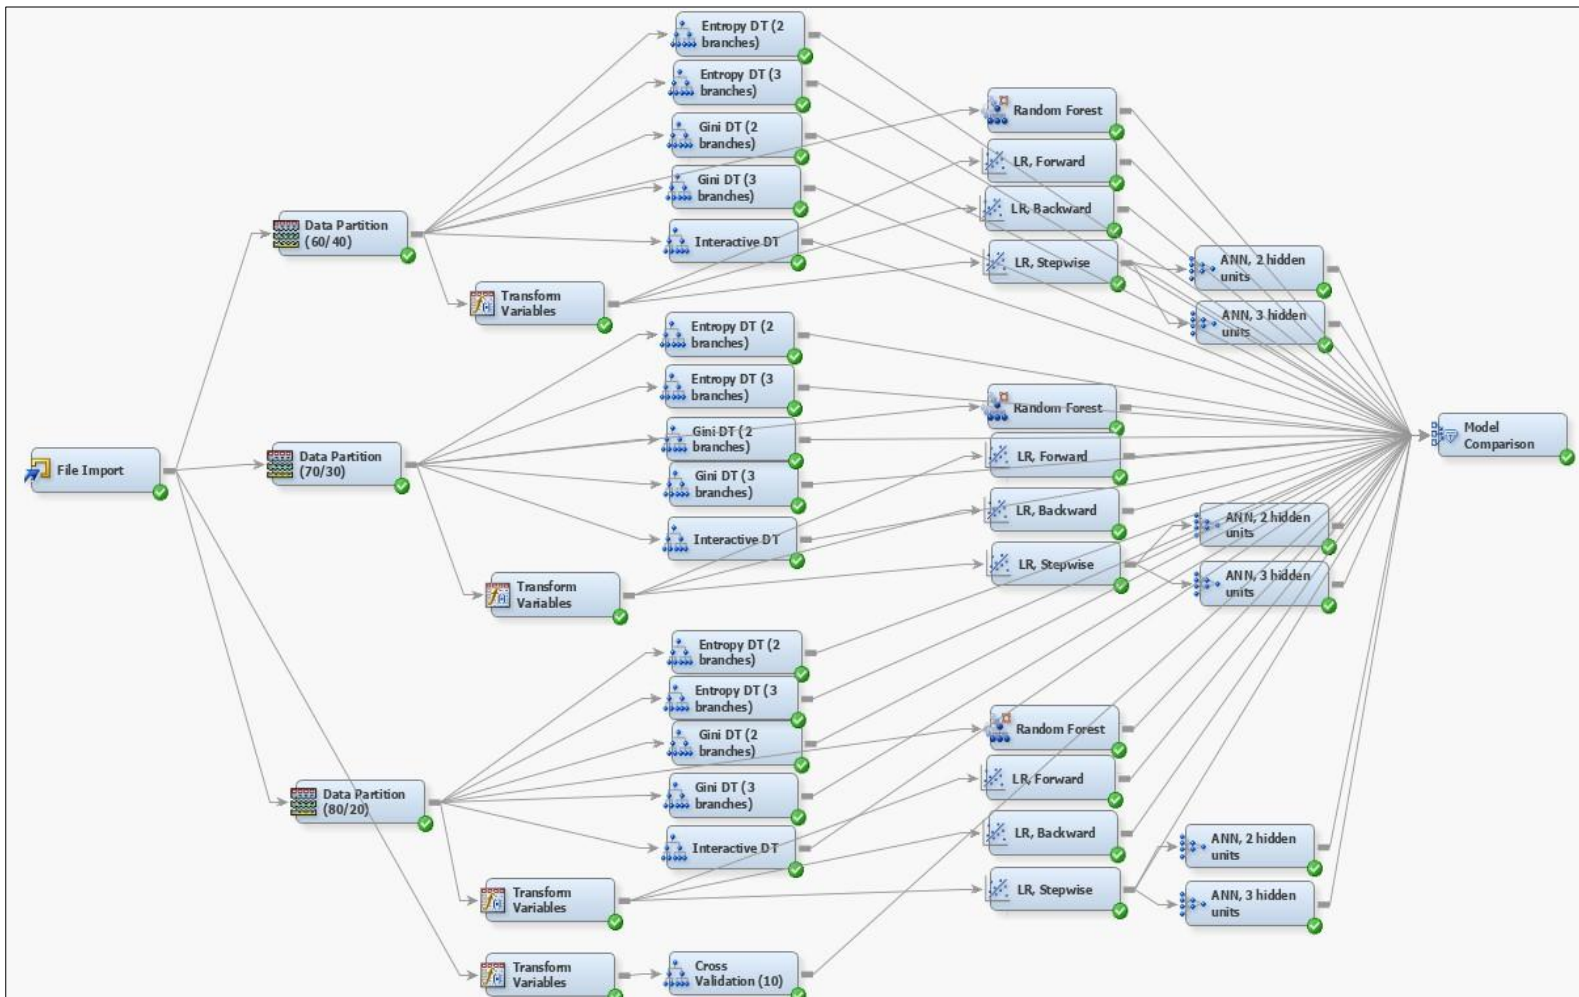 File Import
Data Partition
(60/40)
Transform
Variables
Entropy DT (2
branches)
Entropy DT (3
branches)
Gini DT (2
branches)
Gini DT (3
branches)
Interactive DT
Random Forest
LR, Forward
LR, Backward
LR, Stepwise
ANN, 2 hidden
units
ANN, 3 hidden
units
Data Partition
(70/30)
Transform
Variables
Entropy DT (2
branches)
Entropy DT (3
branches)
Gini DT (2
branches)
Gini DT (3
branches)
Interactive DT
Random Forest
LR, Forward
LR, Backward
LR, Stepwise
ANN, 2 hidden
units
ANN, 3 hidden
units
Data Partition
(80/20)
Transform
Variables
Entropy DT (2
branches)
Entropy DT (3
branches)
Gini DT (2
branches)
Gini DT (3
branches)
Interactive DT
Random Forest
LR, Forward
LR, Backward
LR, Stepwise
ANN, 2 hidden
units
ANN, 3 hidden
units
Transform
Variables
Cross
Validation (10)
Model
Comparison